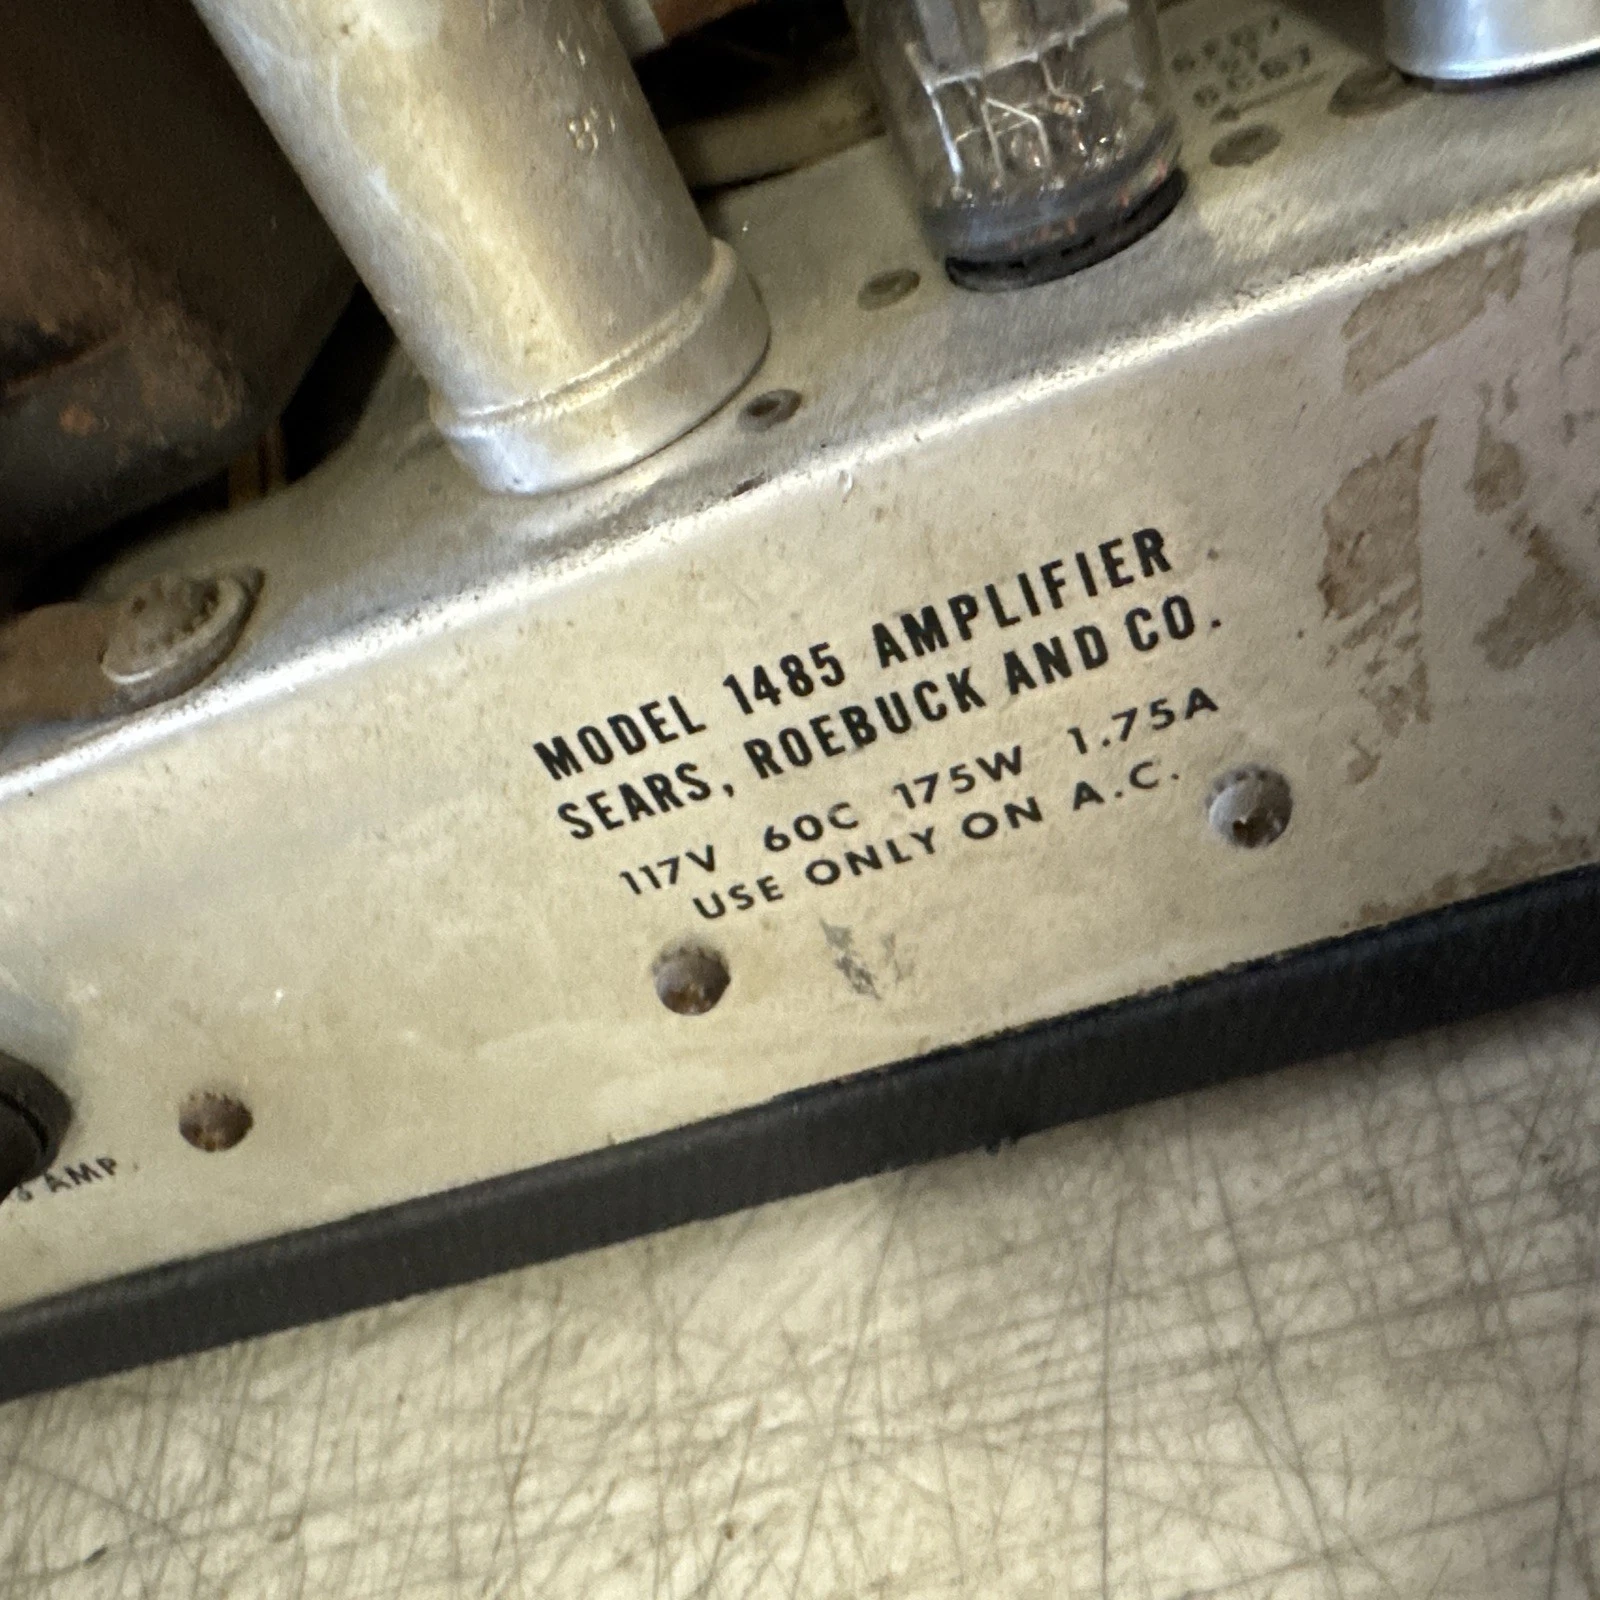 MODEL 1485 AMPLIFIER
SEARS, ROEBUCK AND CO.
117V 60C 175W 1.75A
USE ONLY ON A.C.
AMP